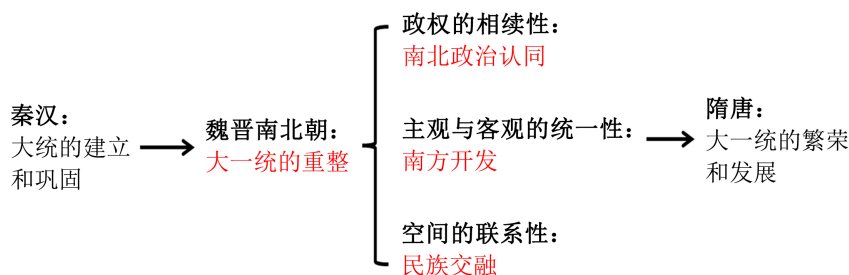 秦汉：
大统的建立
和巩固
魏晋南北朝：
大一统的重整
政权的相续性：
南北政治认同
主观与客观的统一性：
南方开发
空间的联系性：
民族交融
隋唐：
大一统的繁荣
和发展